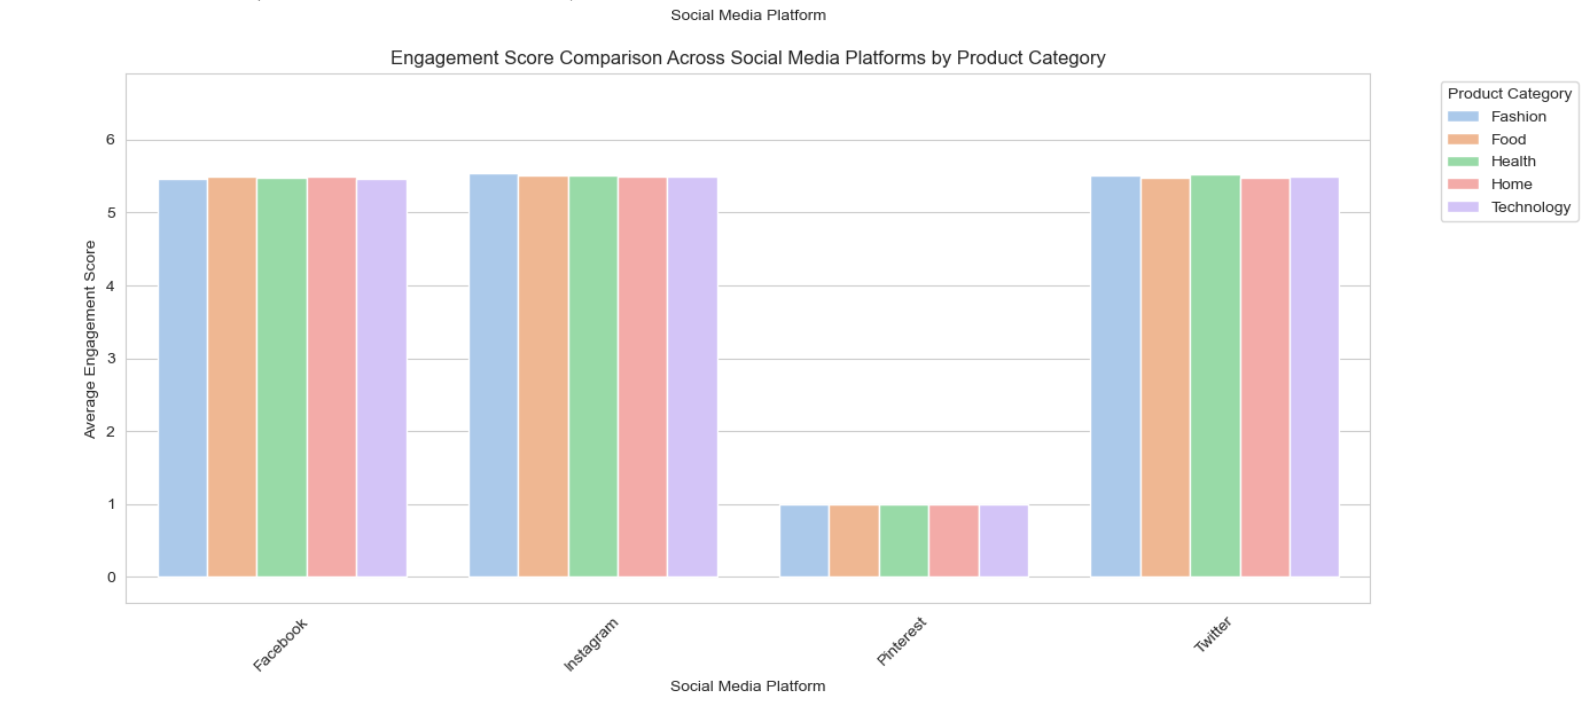 Social Media Platform
Engagement Score Comparison Across Social Media Platforms by Product Category
Product Category
Fashion
Food
Health
Home
Technology
Average Engagement Score
6
5
4
3
2
1
0
Facebook
Instagram
Pinterest
Twitter
Social Media Platform